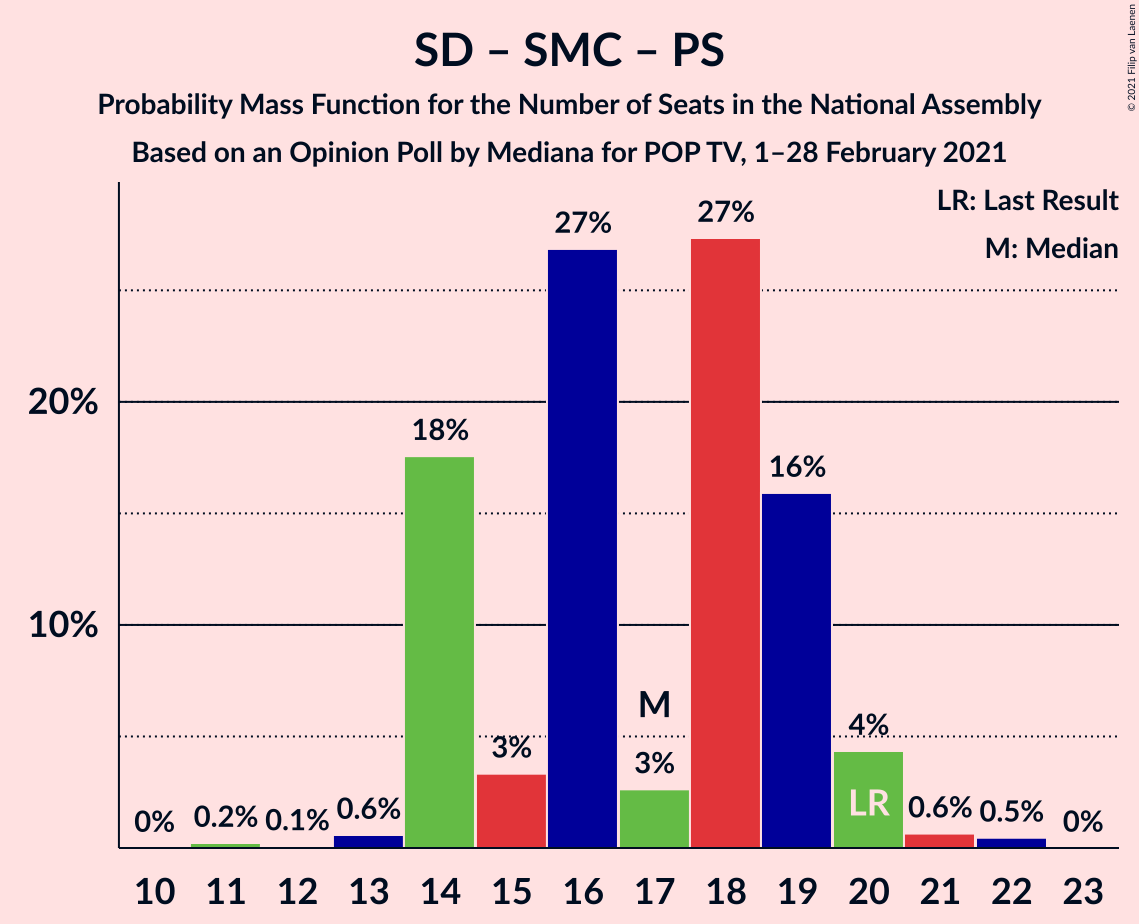 SD – SMC – PS
Probability Mass Function for the Number of Seats in the National Assembly
Based on an Opinion Poll by Mediana for POP TV, 1–28 February 2021
© 2021 Filip van Laenen
LR: Last Result
M: Median
20%
10%
0%
0.2%
0.1%
0.6%
18%
3%
27%
M
3%
27%
16%
4%
LR
0.6%
0.5%
0%
10 11 12 13 14 15 16 17 18 19 20 21 22 23